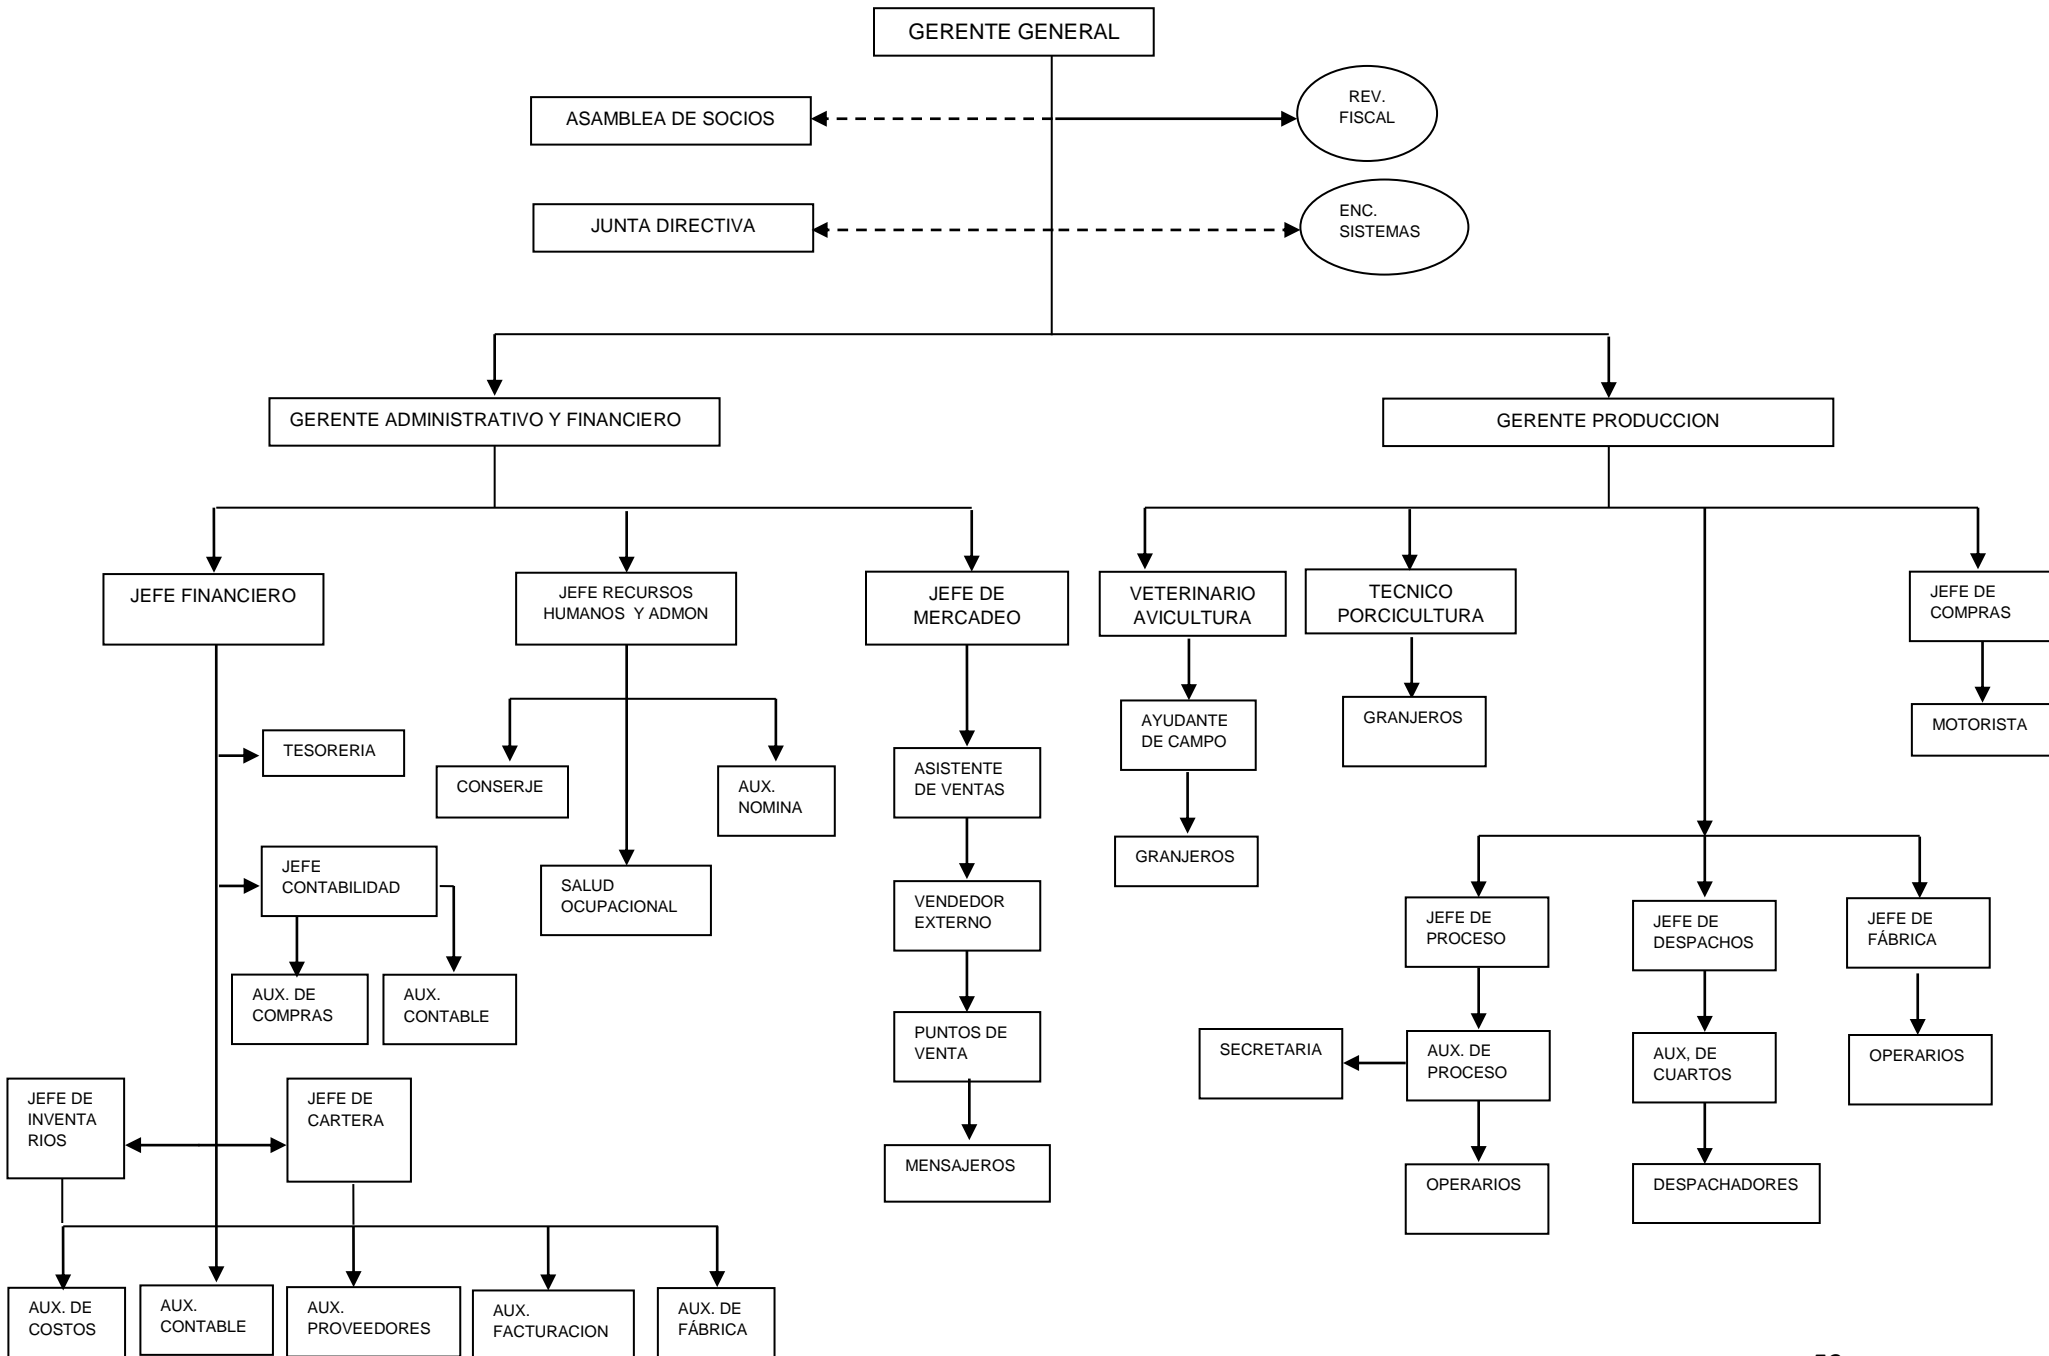 GERENTE GENERAL
ASAMBLEA DE SOCIOS
REV.
FISCAL
JUNTA DIRECTIVA
ENC.
SISTEMAS
GERENTE ADMINISTRATIVO Y FINANCIERO
GERENTE PRODUCCION
JEFE FINANCIERO
JEFE RECURSOS
HUMANOS Y ADMON
JEFE DE
MERCADEO
VETERINARIO
AVICULTURA
TECNICO
PORCICULTURA
JEFE DE
COMPRAS
TESORERIA
CONSERJE
AUX.
NOMINA
ASISTENTE
DE VENTAS
AYUDANTE
DE CAMPO
GRANJEROS
MOTORISTA
JEFE
CONTABILIDAD
SALUD
OCUPACIONAL
VENDEDOR
EXTERNO
GRANJEROS
JEFE DE
PROCESO
JEFE DE
DESPACHOS
JEFE DE
FÁBRICA
AUX. DE
COMPRAS
AUX.
CONTABLE
PUNTOS DE
VENTA
SECRETARIA
AUX. DE
PROCESO
AUX, DE
CUARTOS
OPERARIOS
JEFE DE
INVENTA
RIOS
JEFE DE
CARTERA
MENSAJEROS
OPERARIOS
DESPACHADORES
AUX. DE
COSTOS
AUX.
CONTABLE
AUX.
PROVEEDORES
AUX.
FACTURACION
AUX. DE
FÁBRICA